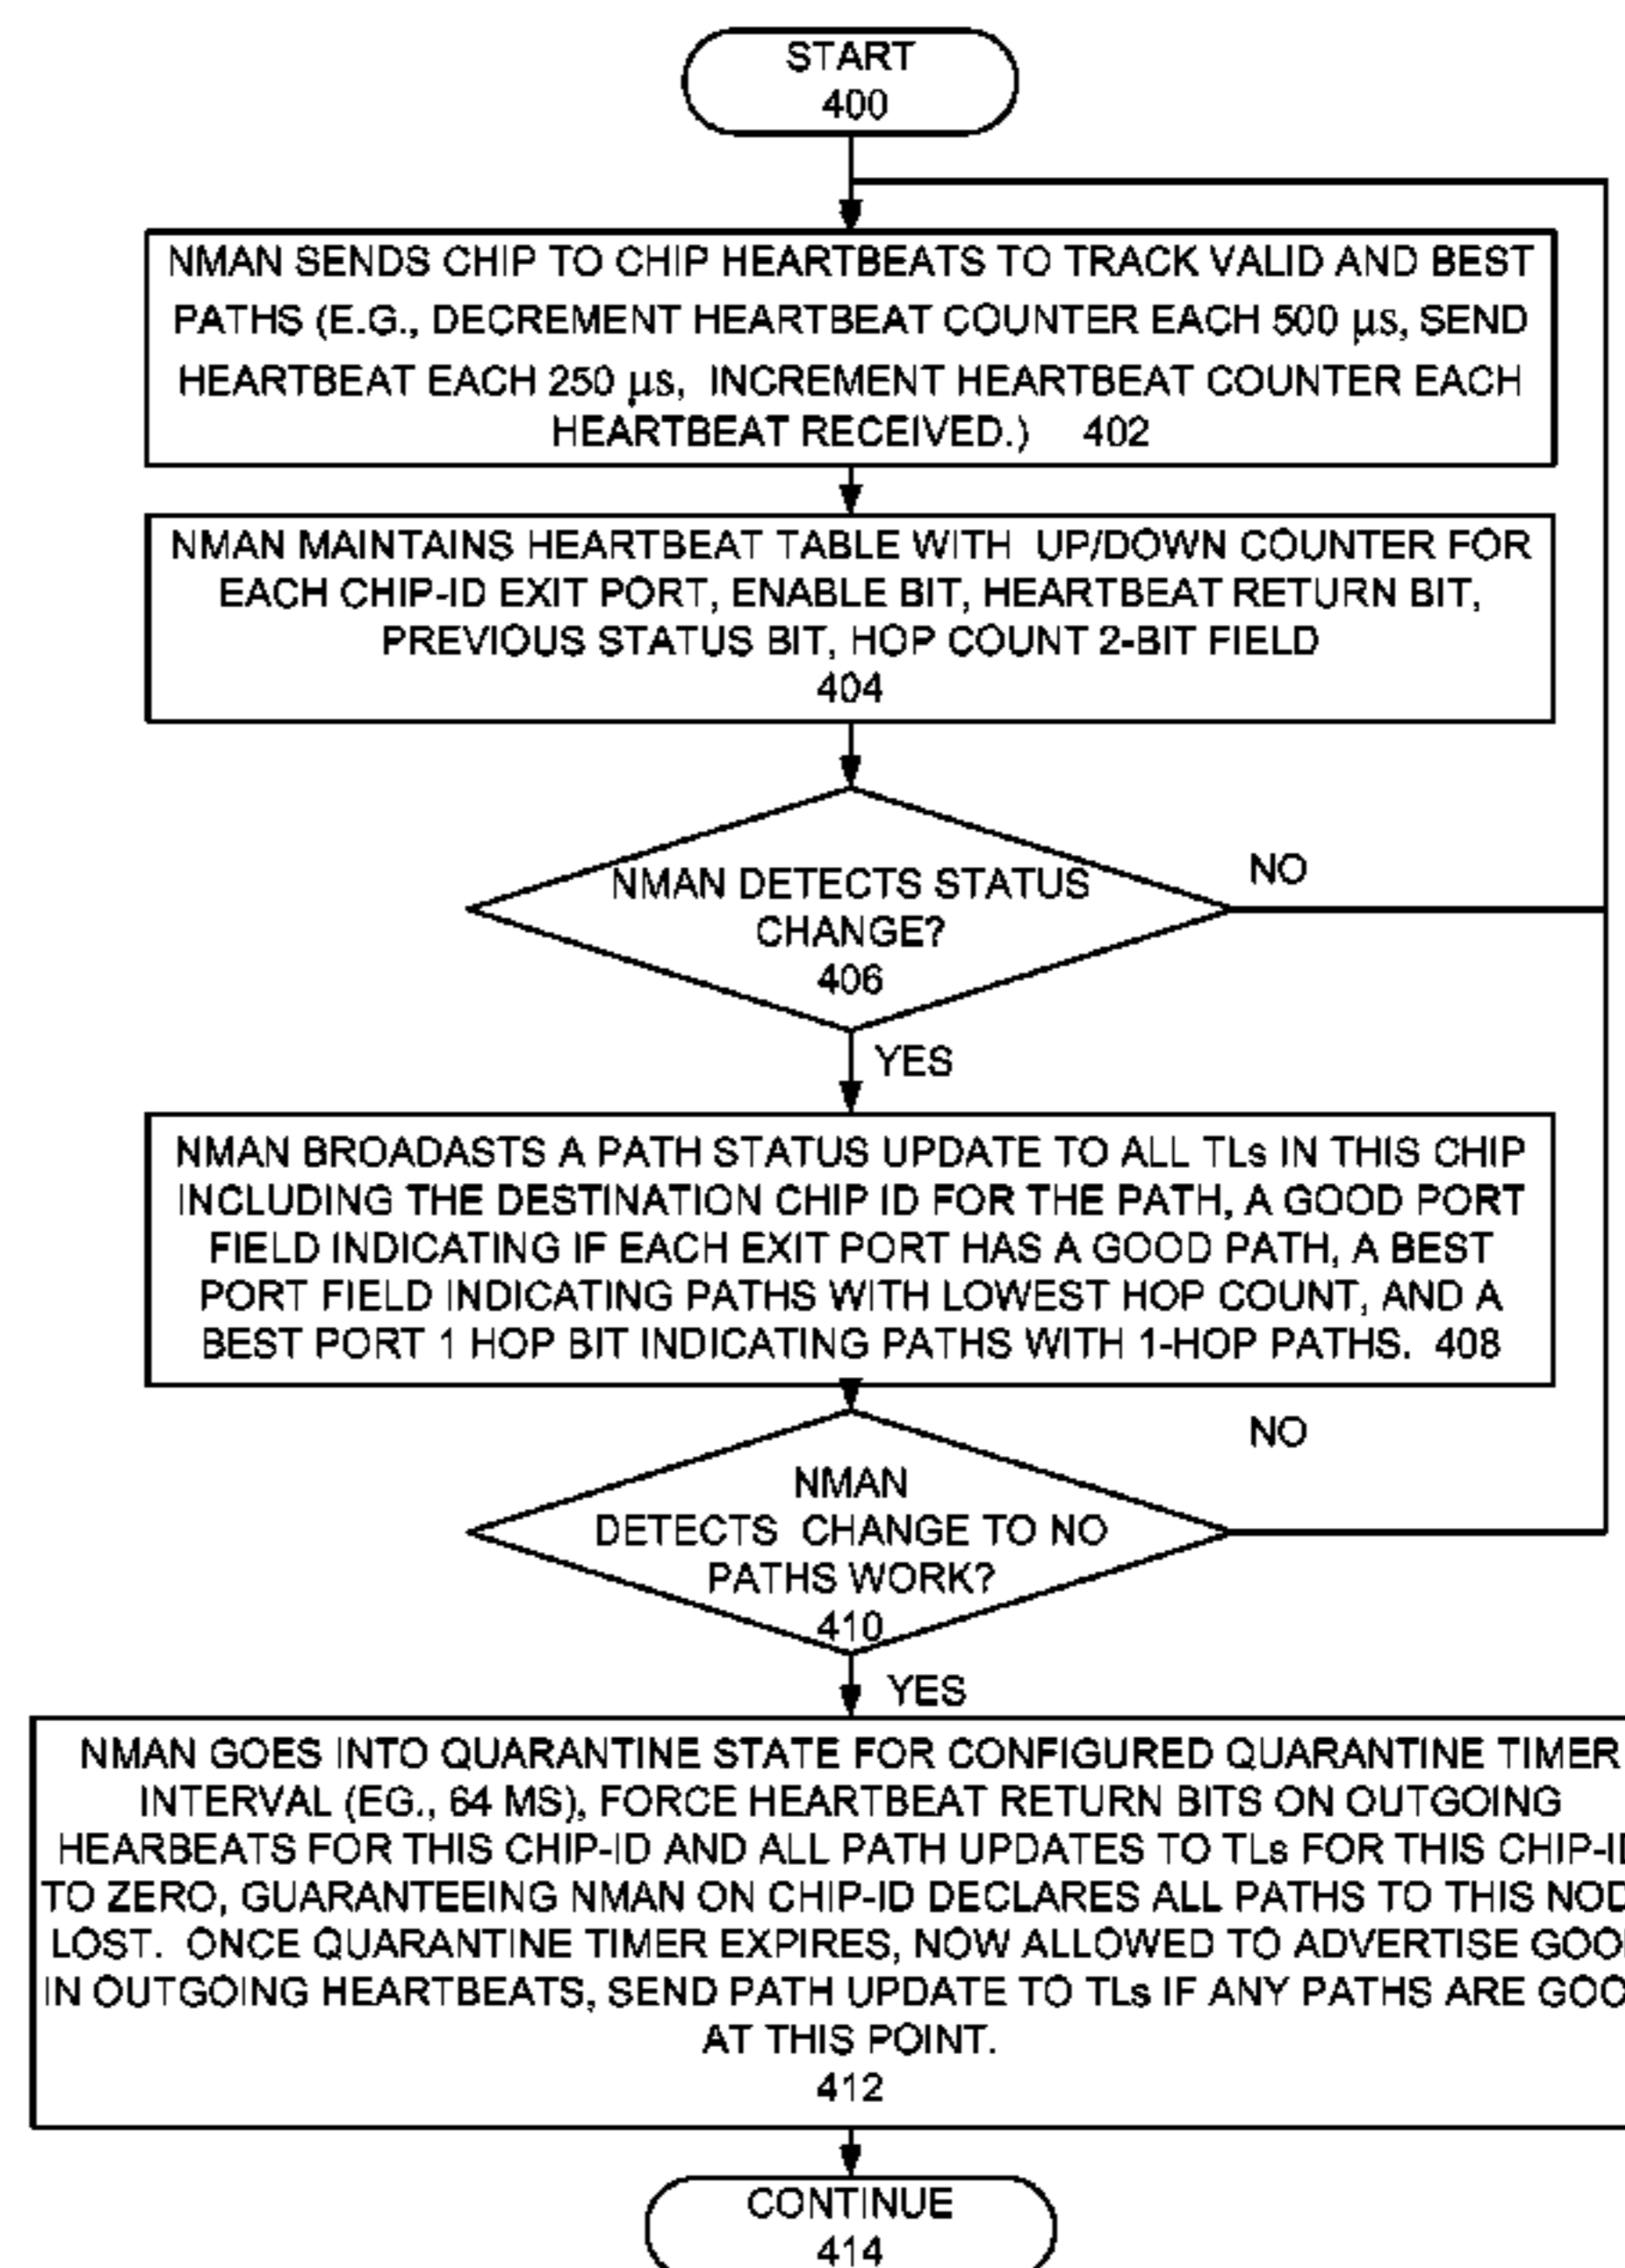 START
400
NMAN SENDS CHIP TO CHIP HEARTBEATS TO TRACK VALID AND BEST
PATHS (E.G., DECREMENT HEARTBEAT COUNTER EACH 500 µs, SEND
HEARTBEAT EACH 250 µs, INCREMENT HEARTBEAT COUNTER EACH
HEARTBEAT RECEIVED.) 402
NMAN MAINTAINS HEARTBEAT TABLE WITH UP/DOWN COUNTER FOR
EACH CHIP-ID EXIT PORT, ENABLE BIT, HEARTBEAT RETURN BIT,
PREVIOUS STATUS BIT, HOP COUNT 2-BIT FIELD
404
NO
NMAN DETECTS STATUS
CHANGE?
406
YES
NMAN BROADASTS A PATH STATUS UPDATE TO ALL TLs IN THIS CHIP
INCLUDING THE DESTINATION CHIP ID FOR THE PATH, A GOOD PORT
FIELD INDICATING IF EACH EXIT PORT HAS A GOOD PATH, A BEST
PORT FIELD INDICATING PATHS WITH LOWEST HOP COUNT, AND A
BEST PORT 1 HOP BIT INDICATING PATHS WITH 1-HOP PATHS. 408
NO
NMAN
DETECTS CHANGE TO NO
PATHS WORK?
410
YES
NMAN GOES INTO QUARANTINE STATE FOR CONFIGURED QUARANTINE TIMER
INTERVAL (EG., 64 MS), FORCE HEARTBEAT RETURN BITS ON OUTGOING
HEARBEATS FOR THIS CHIP-ID AND ALL PATH UPDATES TO TLs FOR THIS
TO ZERO, GUARANTEEING NMAN ON CHIP-ID DECLARES ALL PATHS TO THIS
LOST. ONCE QUARANTINE TIMER EXPIRES, NOW ALLOWED TO ADVERTISE
IN OUTGOING HEARTBEATS, SEND PATH UPDATE TO TLs IF ANY PATHS ARE
AT THIS POINT.
412
CONTINUE
414